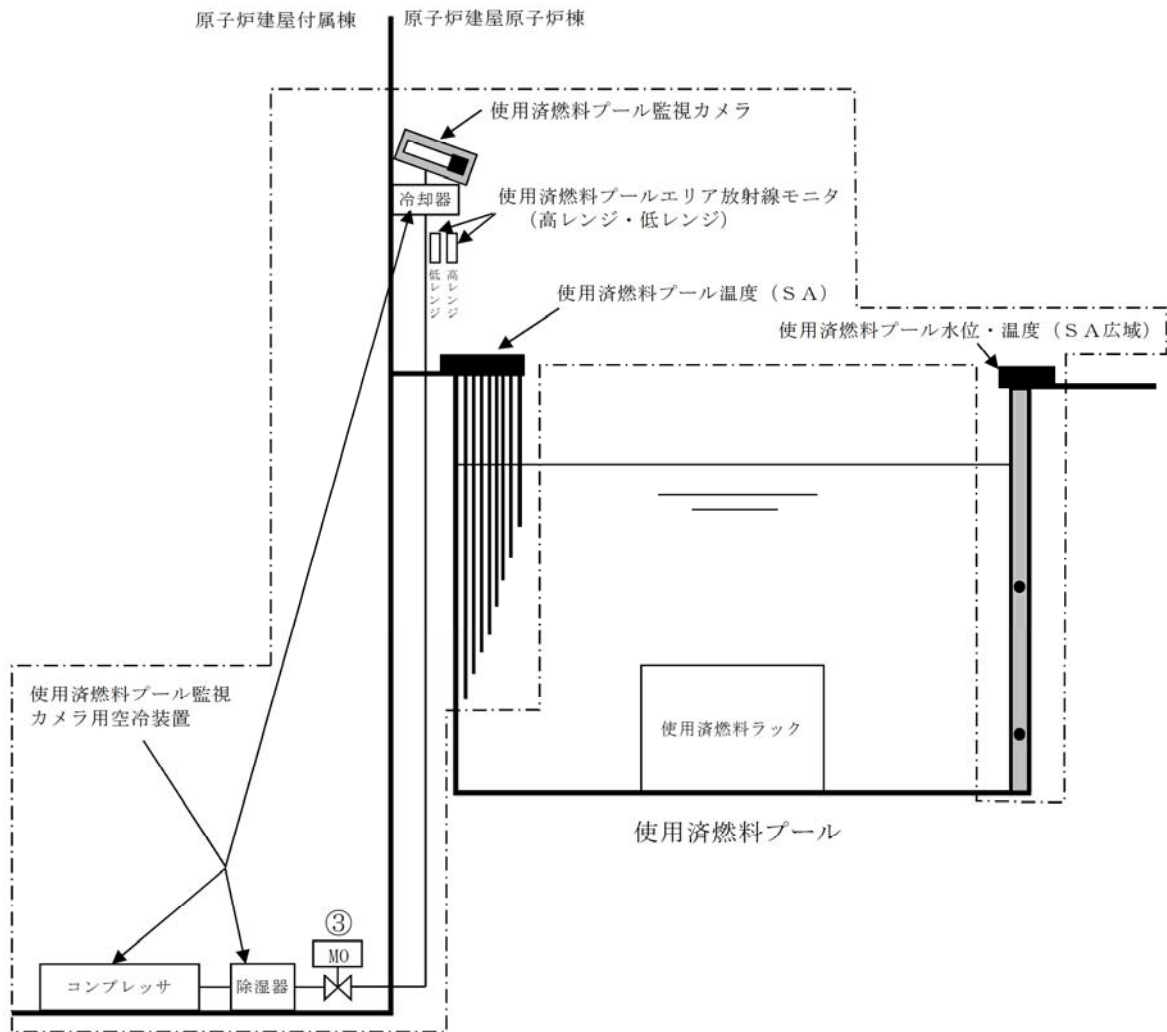 原子炉建屋付属棟
原子炉建屋原子炉棟
使用済燃料プール監視カメラ
冷却器
使用済燃料プールエリア放射線モニタ
(高レンジ・低レンジ)
低レンジ
高レンジ
使用済燃料プール温度(SA)
使用済燃料プール水位・温度(SA広域)
使用済燃料プール監視
カメラ用空冷装置
使用済燃料ラック
使用済燃料プール
③
MO
コンプレッサ
除湿器